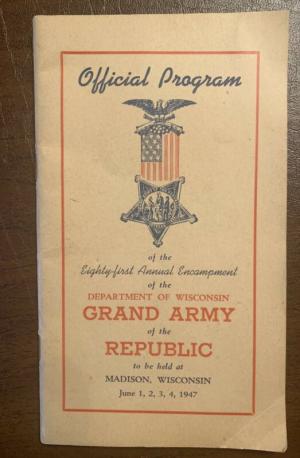 Official Program
of the
Eighty-first Annual Encampment
of the
DEPARTMENT OF WISCONSIN
GRAND ARMY
of the
REPUBLIC
to be held at
MADISON, WISCONSIN
June 1, 2, 3, 4, 1947